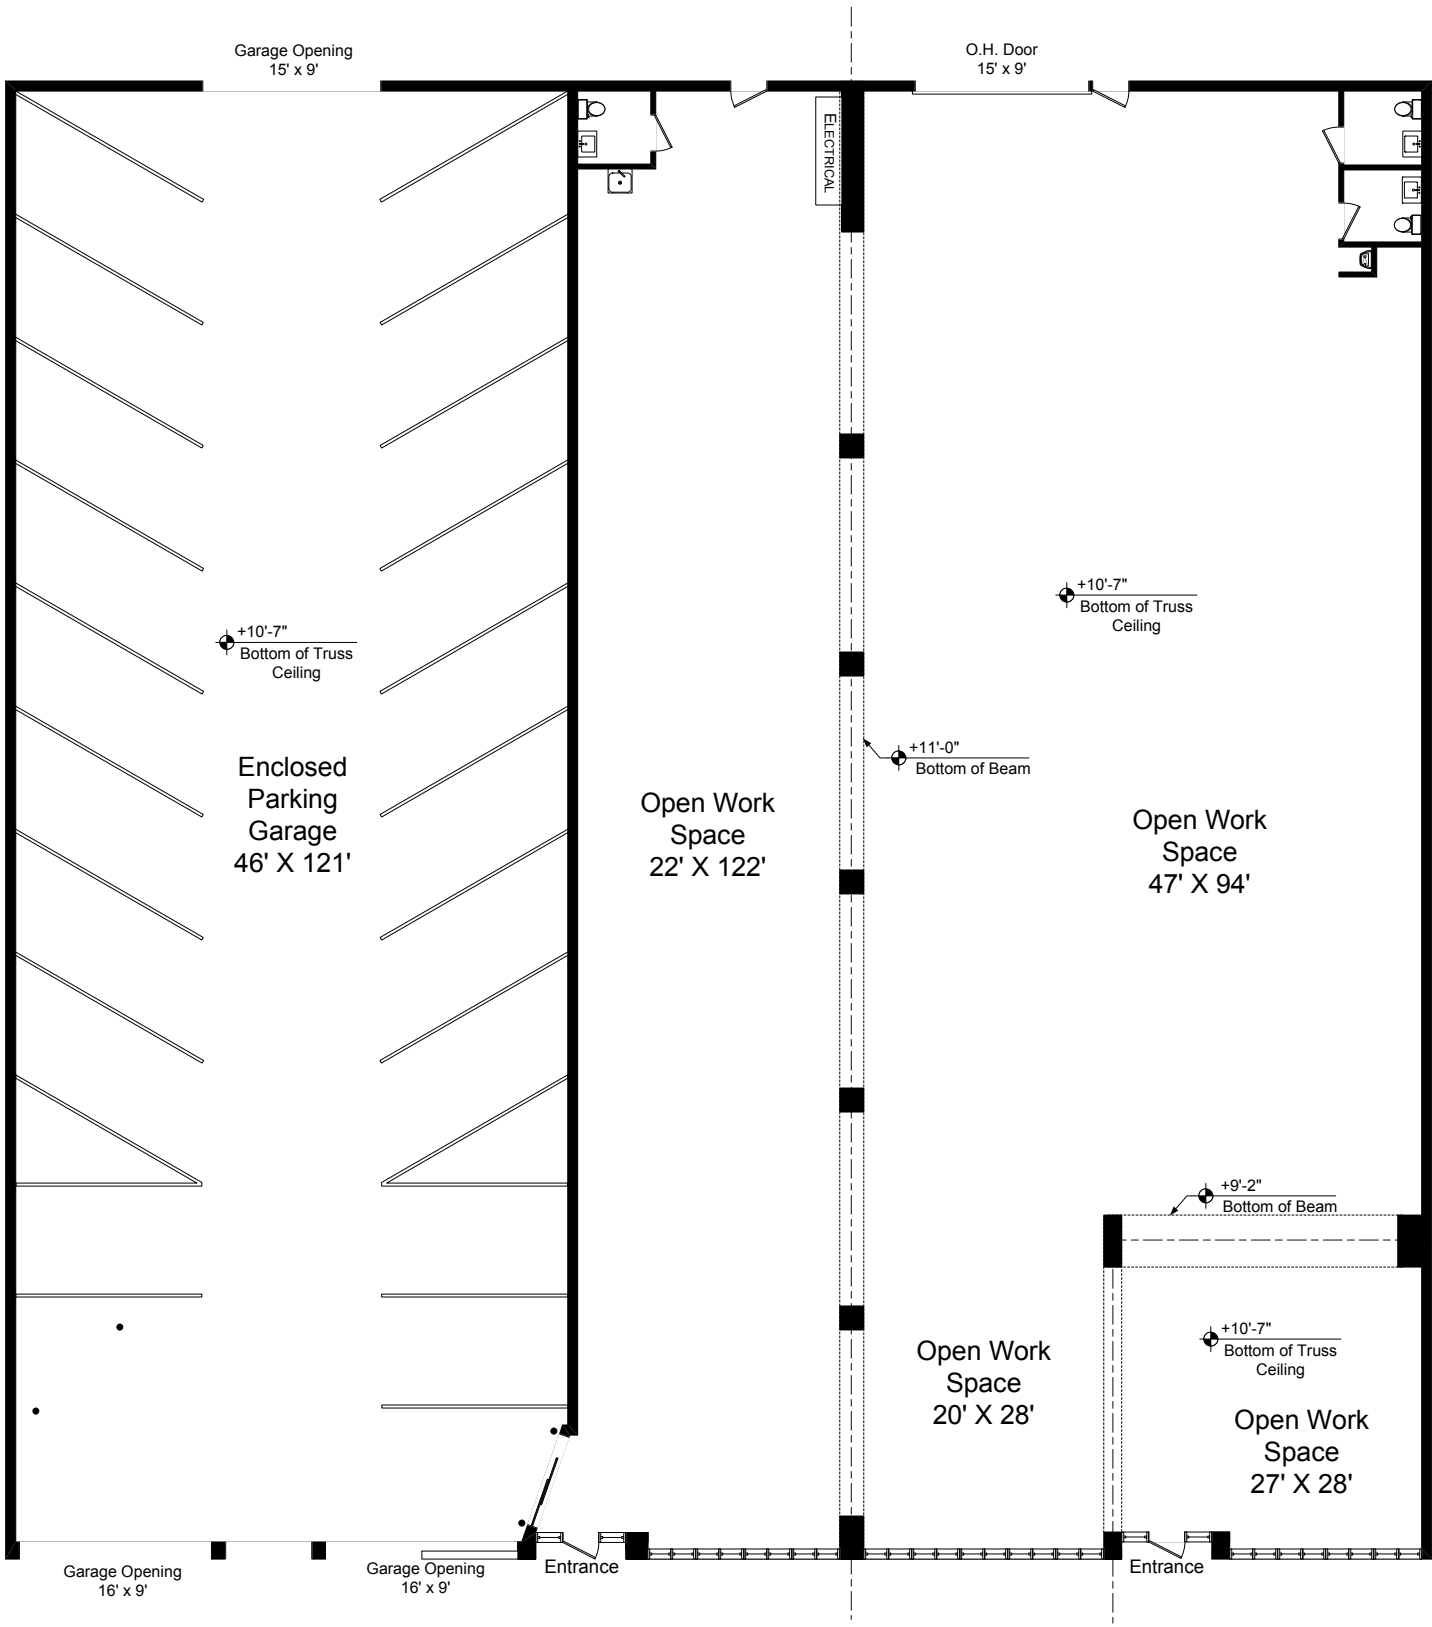 Garage Opening
15' x 9'
O.H. Door
15' x 9'
ELECTRICAL
+10'-7"
Bottom of Truss
Ceiling
+10'-7"
Bottom of Truss
Ceiling
+11'-0"
Bottom of Beam
Enclosed
Parking
Garage
46' X 121'
Open Work
Space
22' X 122'
Open Work
Space
47' X 94'
+9'-2"
Bottom of Beam
+10'-7"
Bottom of Truss
Ceiling
Open Work
Space
20' X 28'
Open Work
Space
27' X 28'
Garage Opening
16' x 9'
Garage Opening
16' x 9'
Entrance
Entrance